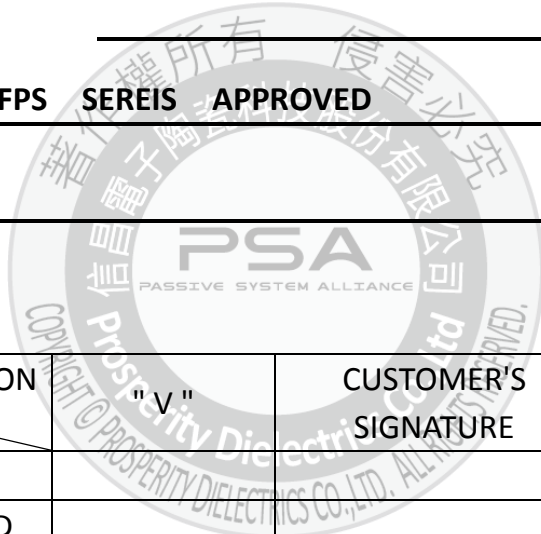 FPS SEREIS APPROVED
著作權所有 侵害必究
信昌電子陶瓷科技股份有限公司
PSA
PASSIVE SYSTEM ALLIANCE
Prosperity Dielectrics Co., Ltd
COPYRIGHT © PROSPERITY DIELECTRICS CO., LTD. ALL RIGHTS RESERVED.
ON " V " CUSTOMER'S
SIGNATURE
D